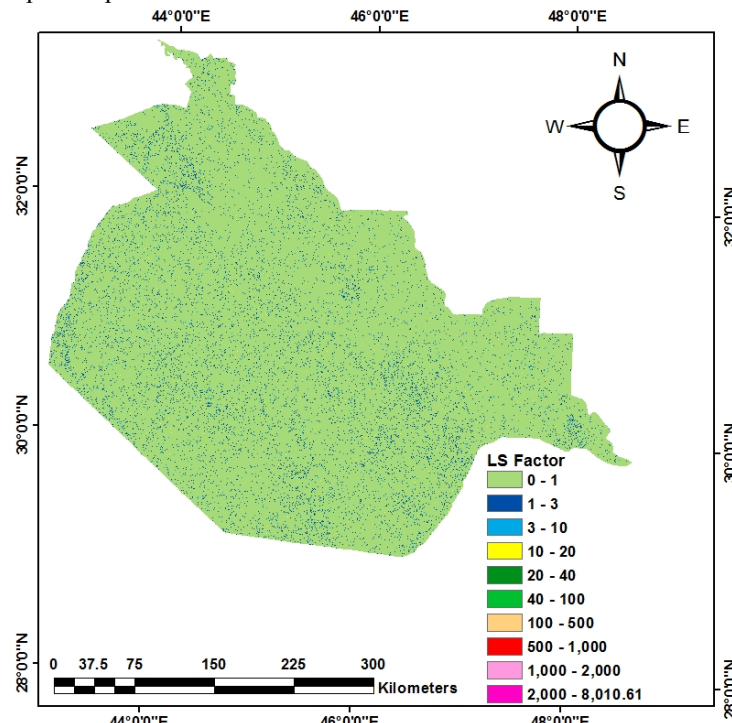 44°0'0"E 46°0'0"E 48°0'0"E
N
W E
S
32°0'0"N
32°0'0"N
30°0'0"N
30°0'0"N
LS Factor
0 - 1
1 - 3
3 - 10
10 - 20
20 - 40
40 - 100
100 - 500
500 - 1,000
1,000 - 2,000
2,000 - 8,010.61
28°0'0"N
28°0'0"N
0 37.5 75 150 225 300
Kilometers
44°0'0"E 46°0'0"E 48°0'0"E